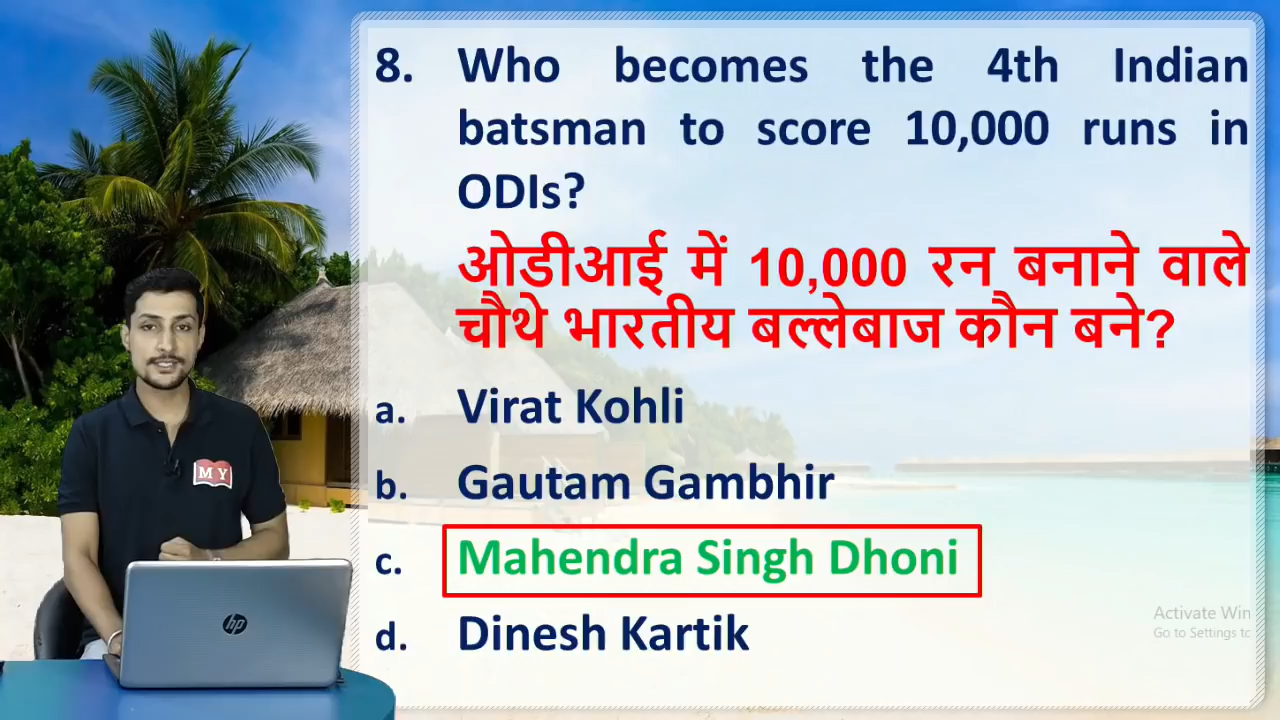 8. Who becomes the 4th Indian
batsman to score 10,000 runs in
ODIs?
ओडीआई में 10,000 रन बनाने वाले
चौथे भारतीय बल्लेबाज कौन बने?
a. Virat Kohli
b. Gautam Gambhir
c. Mahendra Singh Dhoni
d. Dinesh Kartik
M Y
hp
Activate Win
Go to Settings to